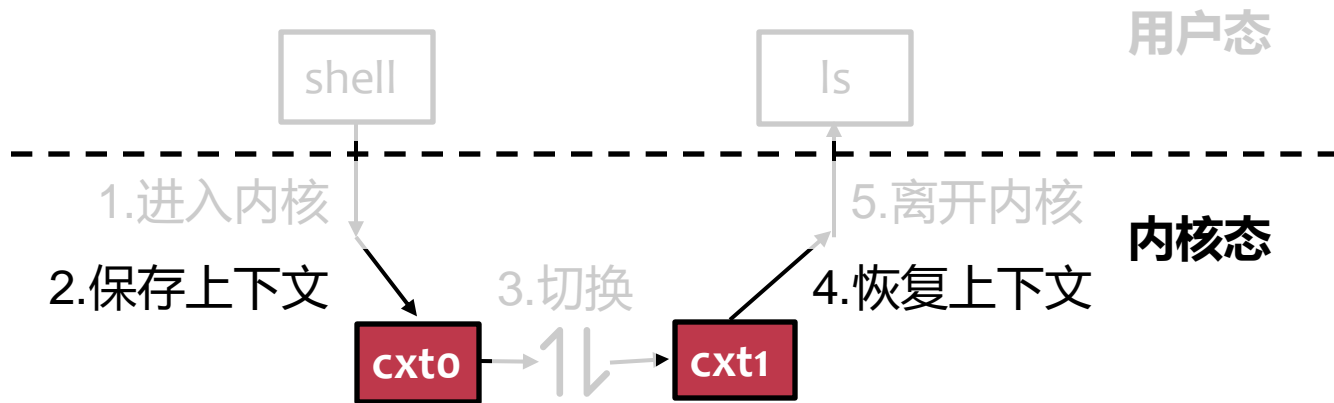 用户态
shell
ls
1.进入内核
5.离开内核
内核态
2.保存上下文
3.切换
4.恢复上下文
cxt0
cxt1